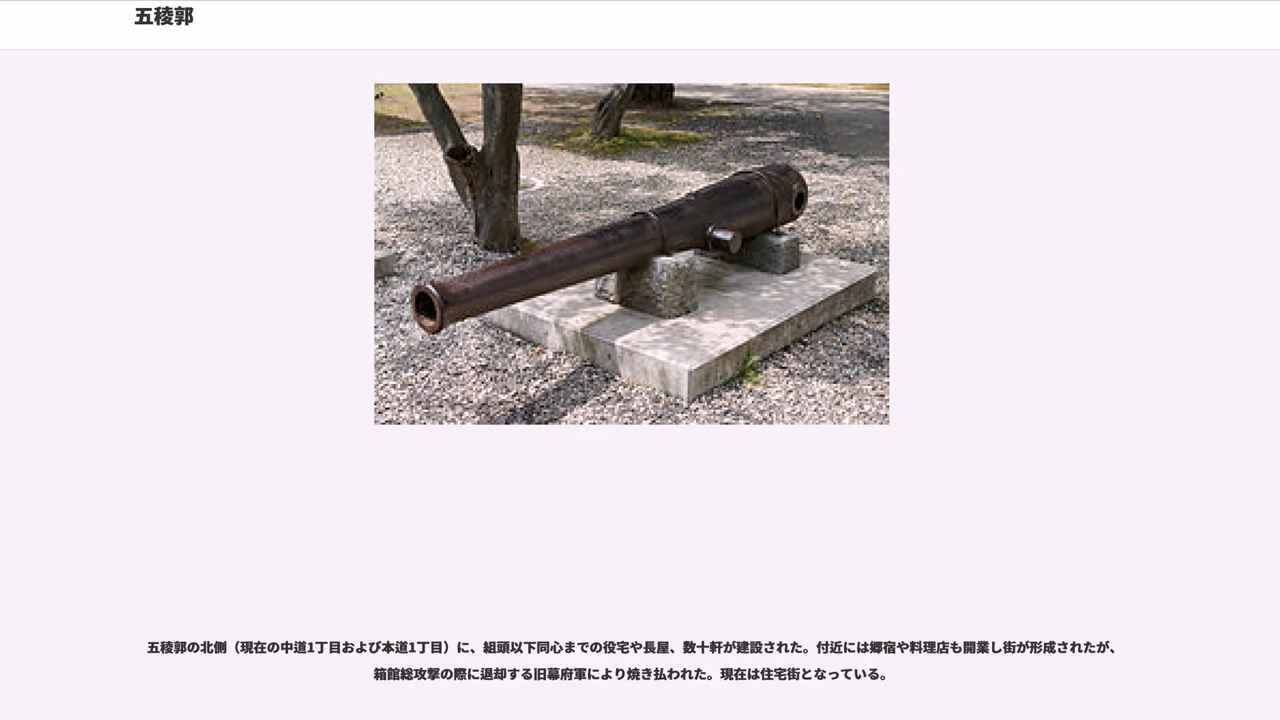 五稜郭
五稜郭の北側（現在の中道1丁目および本道1丁目）に、組頭以下同心までの役宅や長屋、数十軒が建設された。付近には郷宿や料理店も開業し街が形成されたが、
箱館総攻撃の際に退却する旧幕府軍により焼き払われた。現在は住宅街となっている。